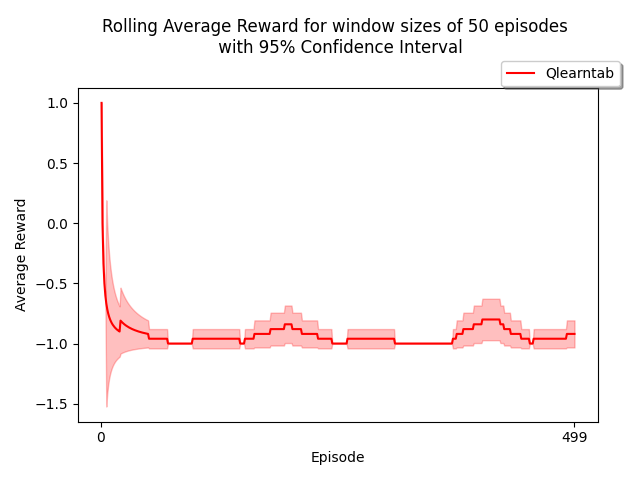 Rolling Average Reward for window sizes of 50 episodes
with 95% Confidence Interval
Qlearntab
1.0
0.5
0.0
−0.5
−1.0
−1.5
Average Reward
0
499
Episode